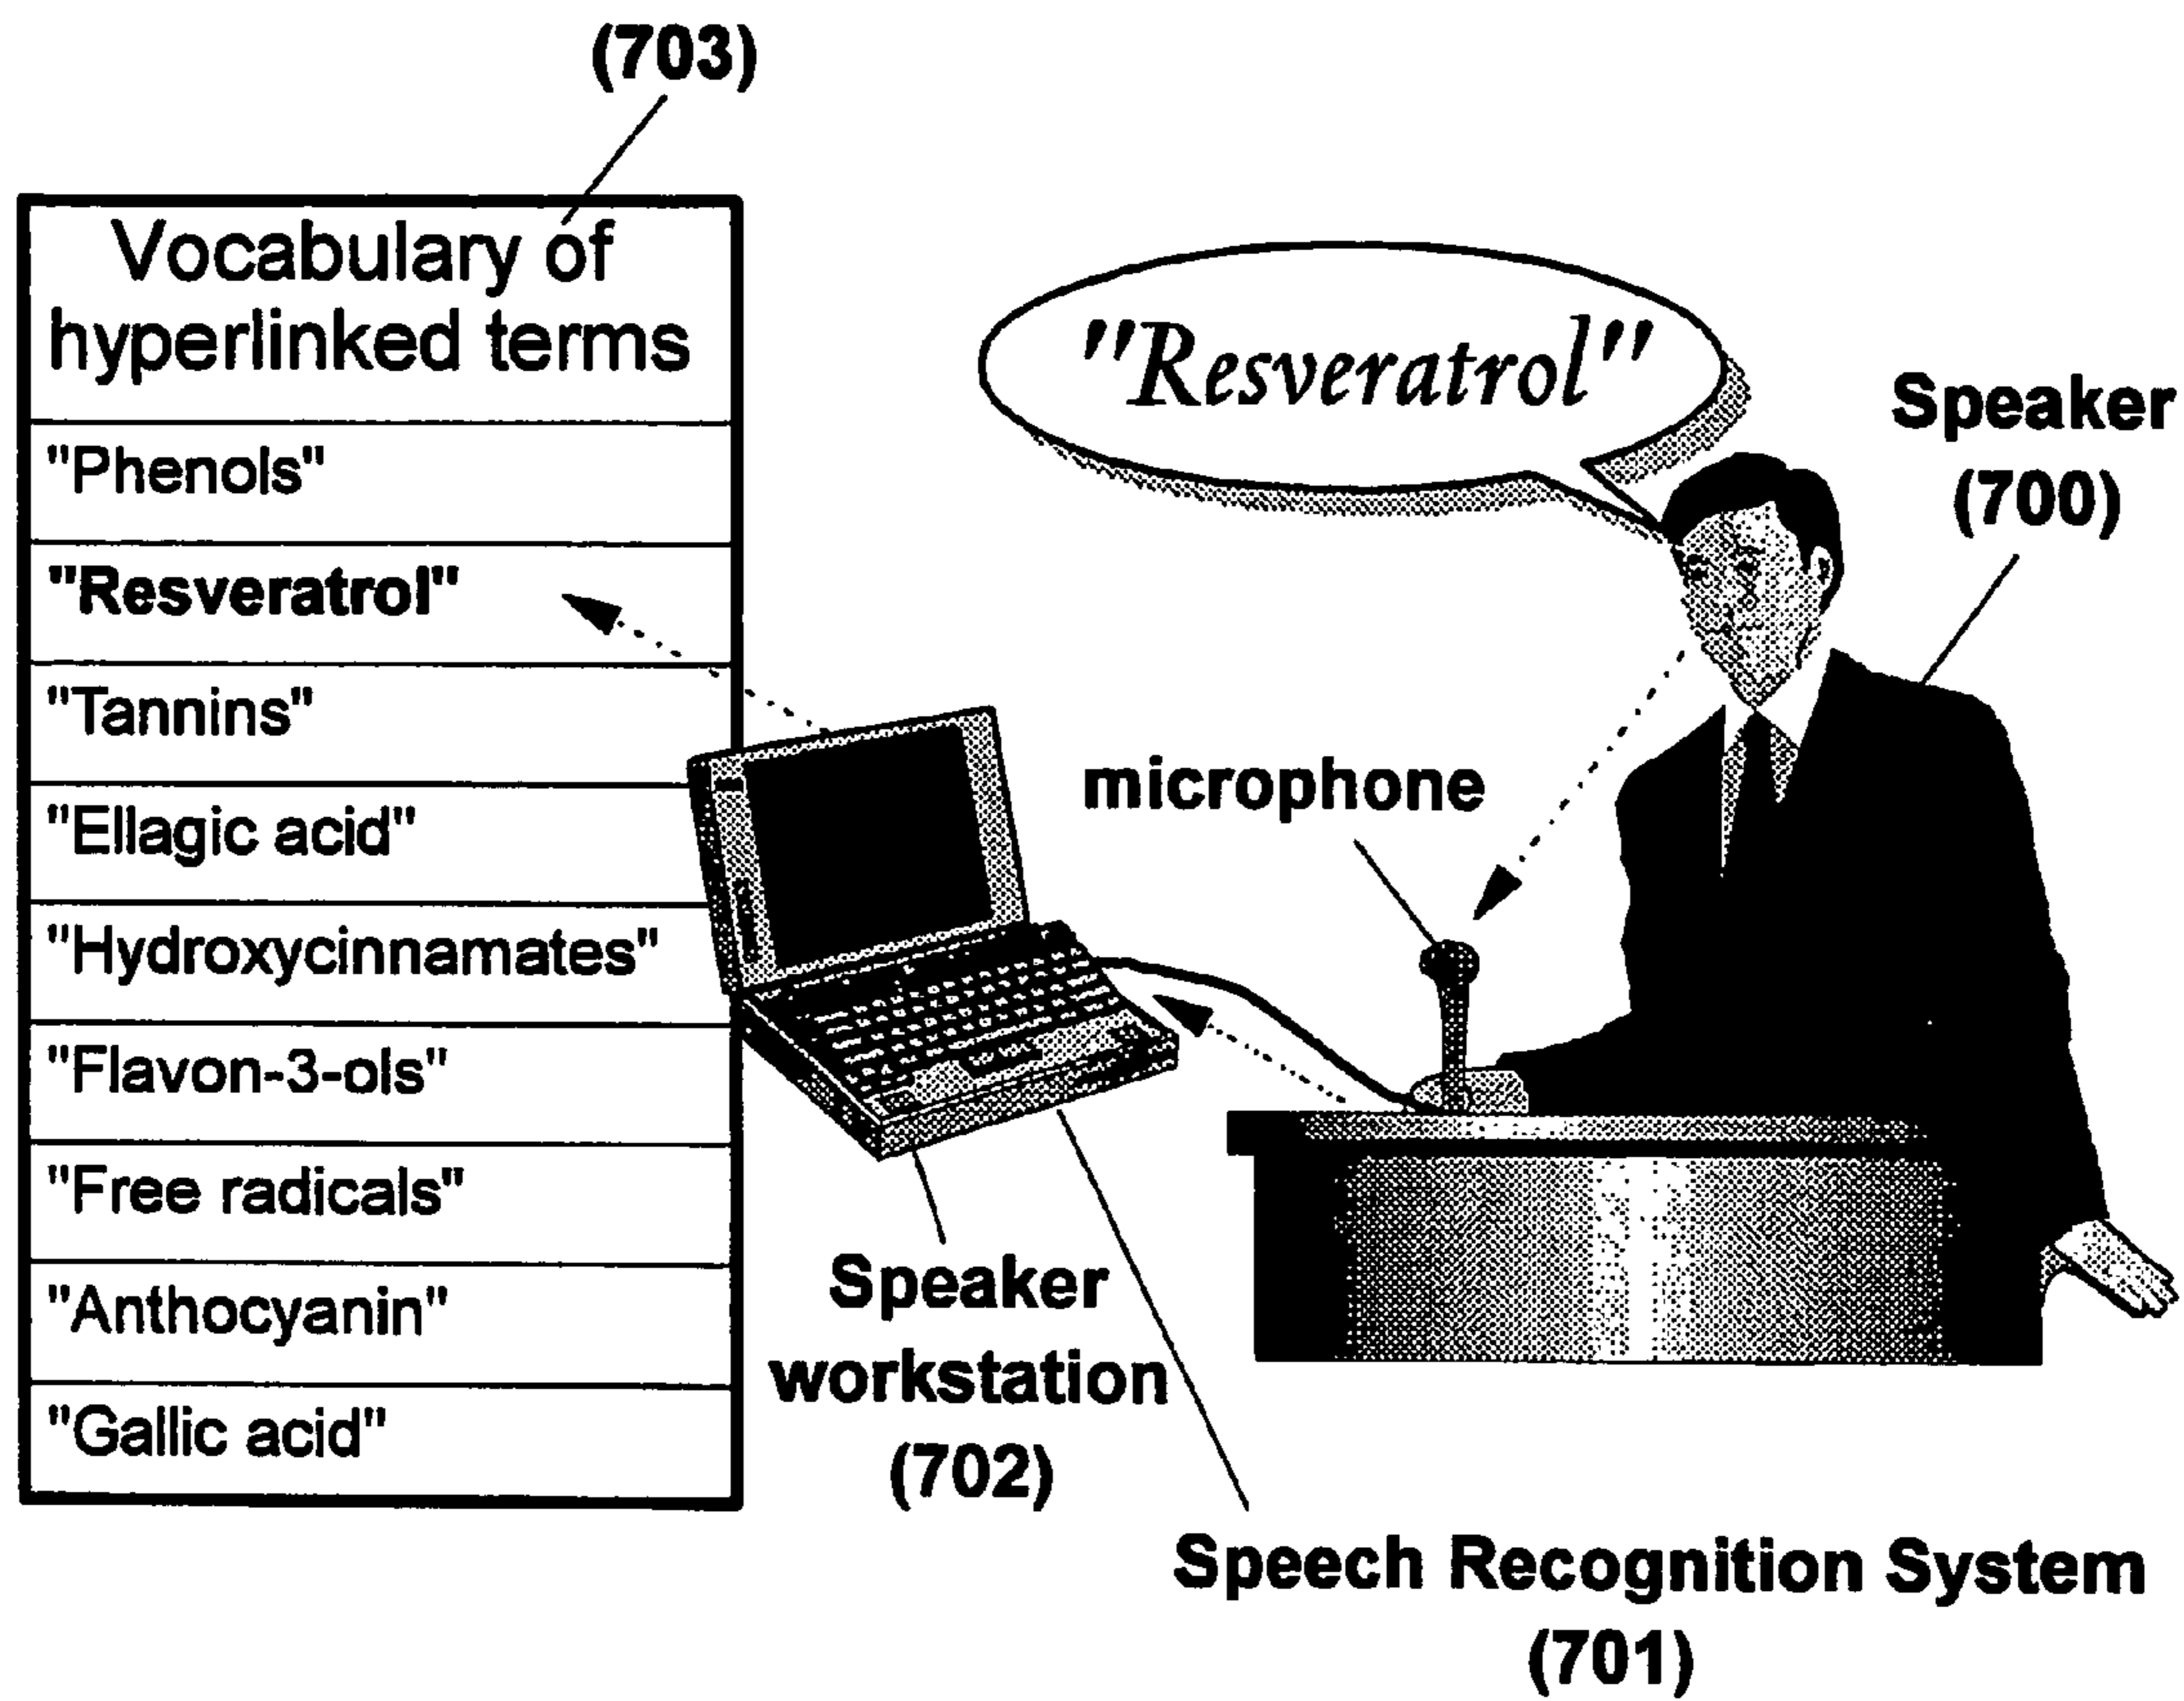 (703)
Vocabulary of
hyperlinked terms
"Phenols"
"Resveratrol"
"Tannins"
"Ellagic acid"
"Hydroxycinnamates"
"Flavon-3-ols"
"Free radicals"
"Anthocyanin"
"Gallic acid"
"Resveratrol"
Speaker
(700)
microphone
Speaker
workstation
(702)
Speech Recognition System
(701)